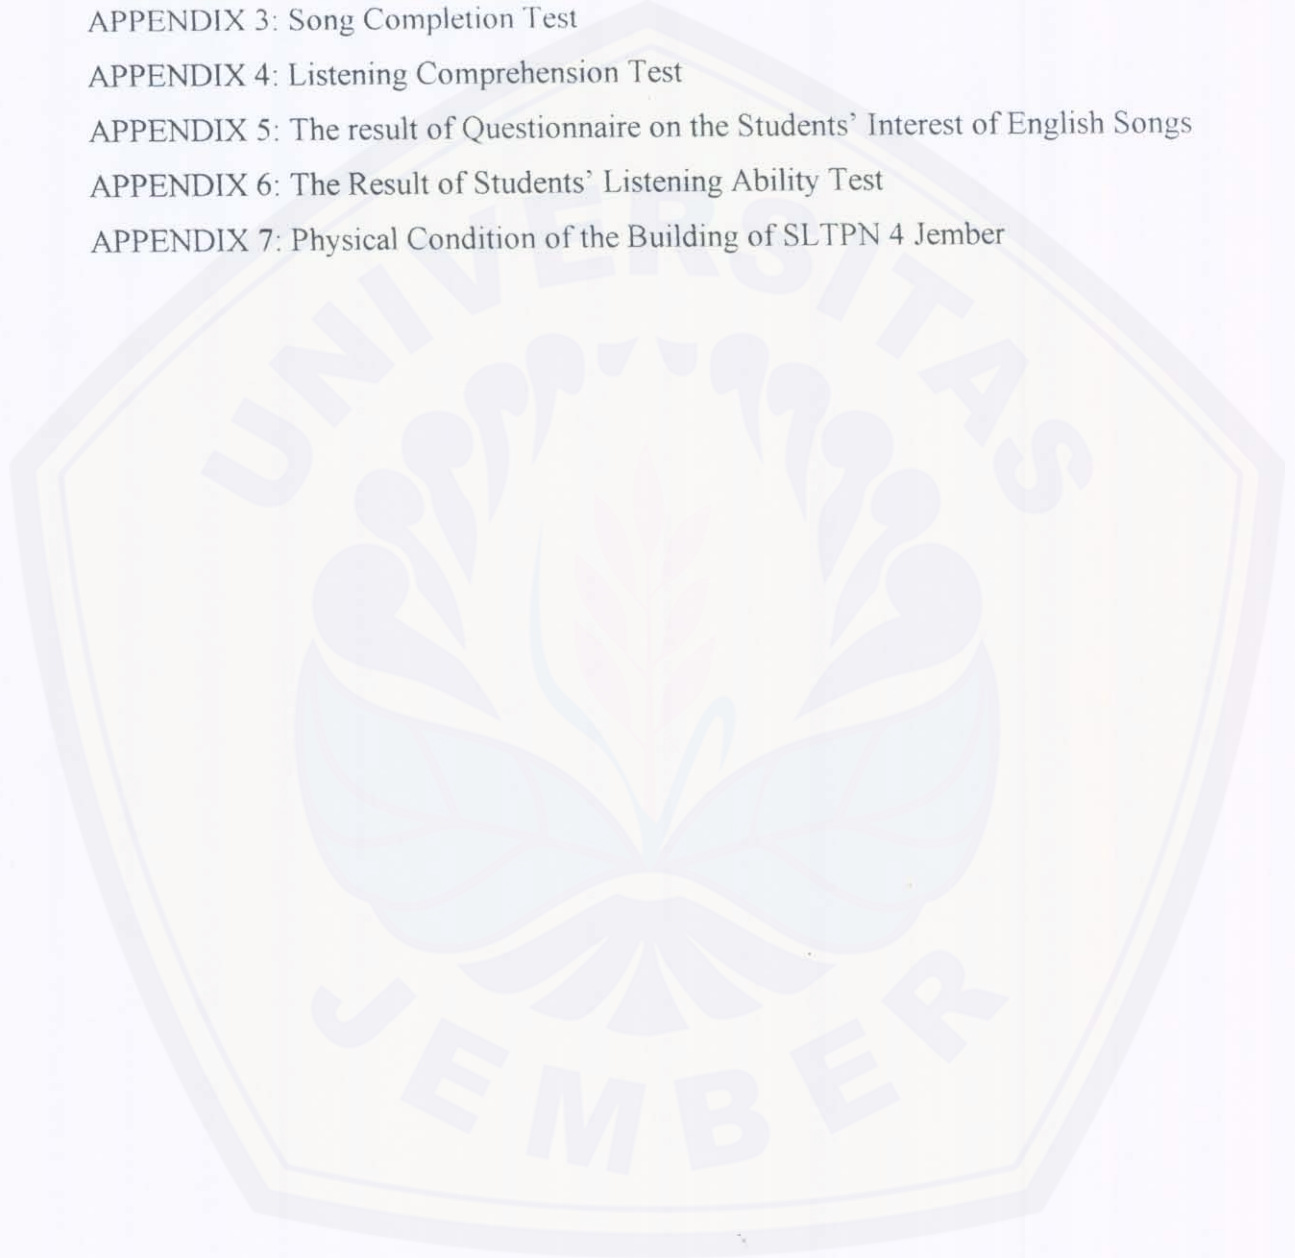 APPENDIX 3: Song Completion Test
APPENDIX 4: Listening Comprehension Test
APPENDIX 5: The result of Questionnaire on the Students' Interest of English Songs
APPENDIX 6: The Result of Students' Listening Ability Test
APPENDIX 7: Physical Condition of the Building of SLTPN 4 Jember
UNIVERSITAS
JEMBER